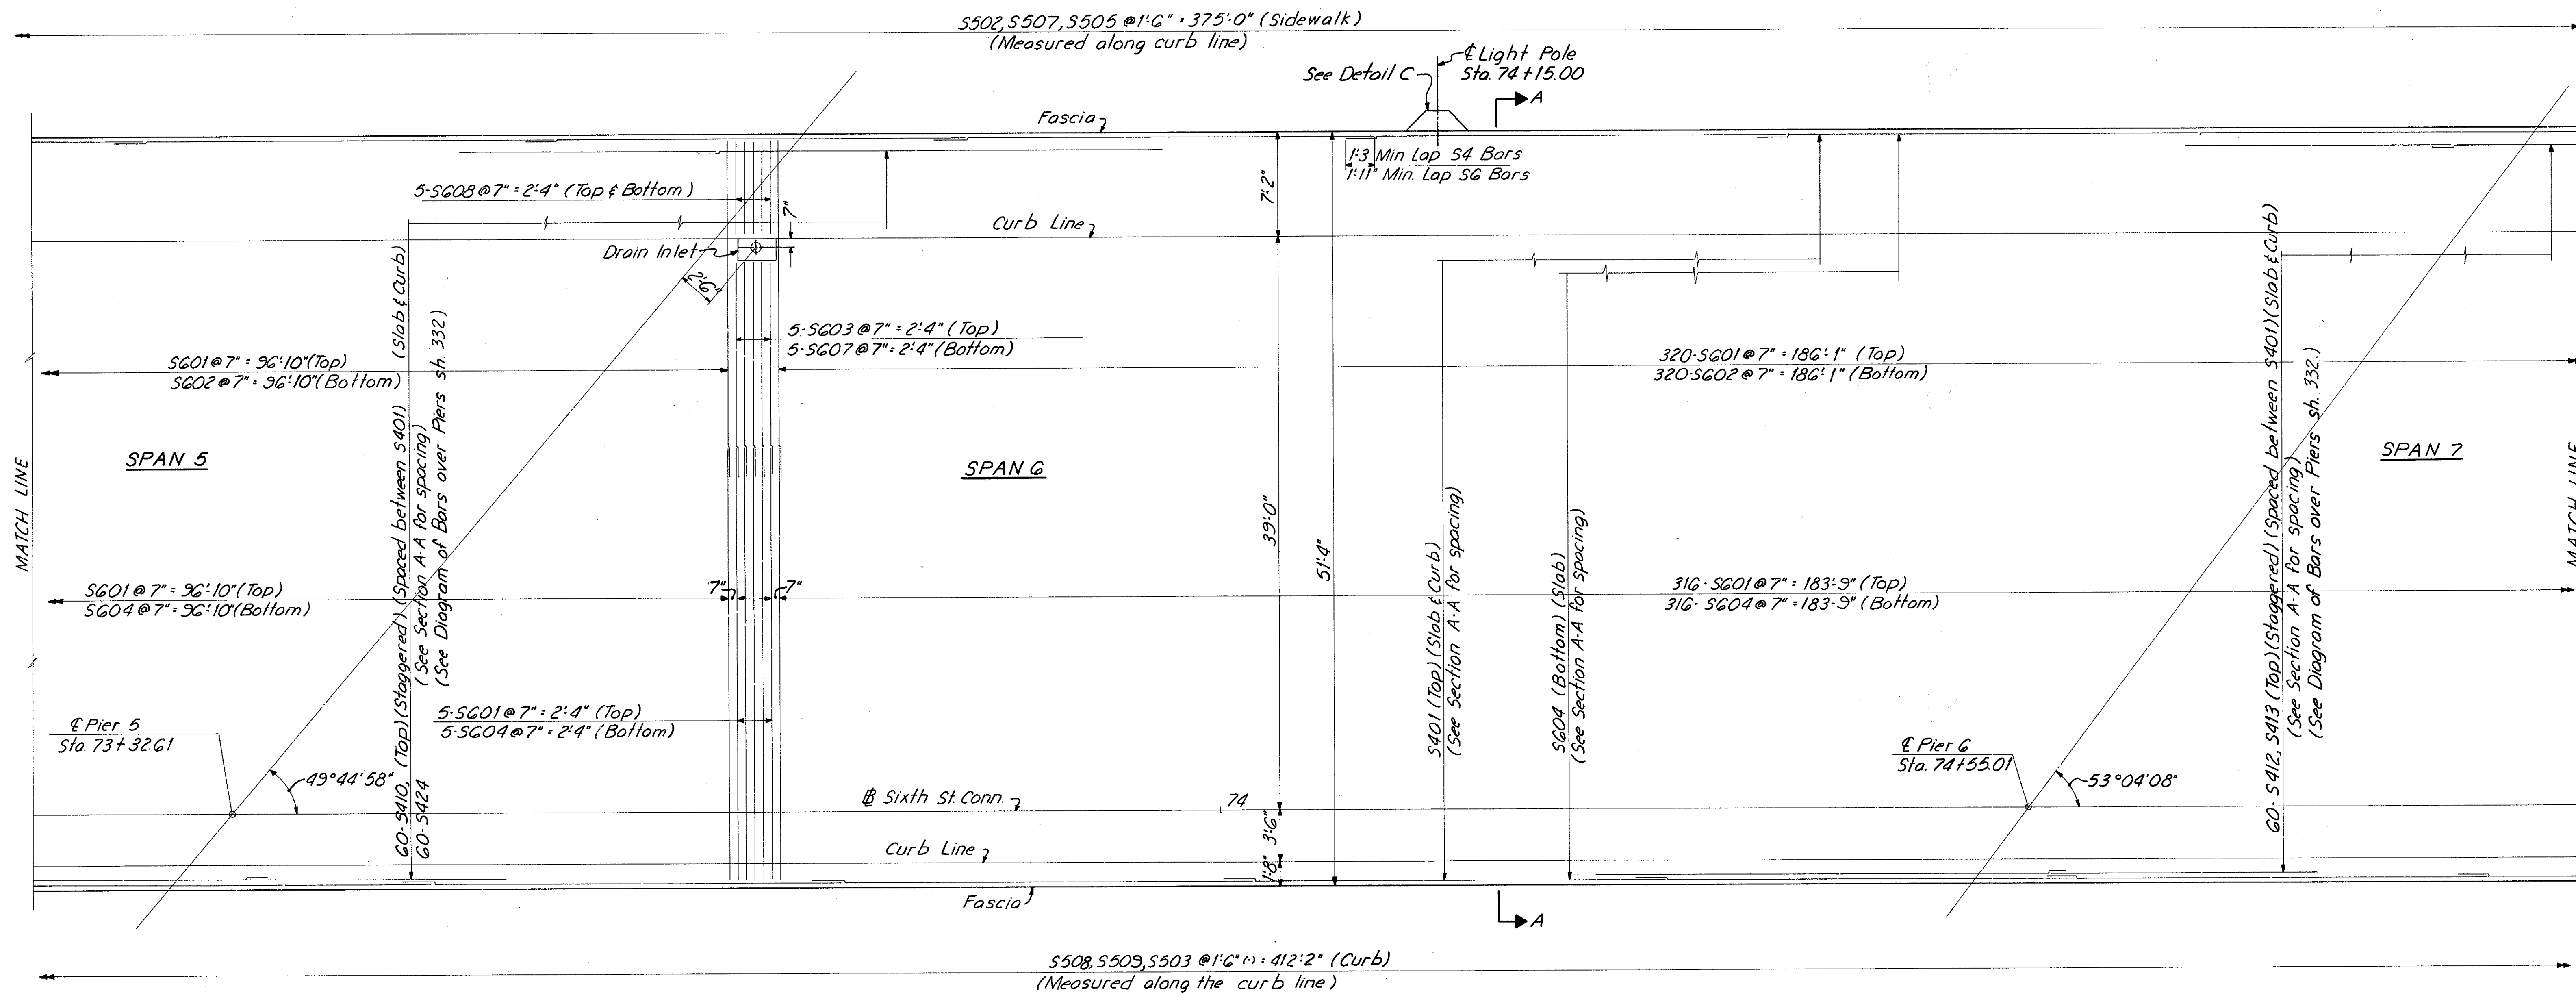 S502, S507, S505 @ 1'-6" = 375'-0" (Sidewalk)
(Measured along curb line)
See Detail C
℄ Light Pole
Sta. 74+15.00
A
Fascia
1'-3 Min Lap S4 Bars
1'-11" Min. Lap S6 Bars
5-S608 @ 7" = 2'-4" (Top & Bottom)
7"
7'-2"
Curb Line
Drain Inlet
2'-6"
5-S603 @ 7" = 2'-4" (Top)
5-S607 @ 7" = 2'-4" (Bottom)
S601 @ 7" = 96'-10" (Top)
S602 @ 7" = 96'-10" (Bottom)
320-S601 @ 7" = 186'-1" (Top)
320-S602 @ 7" = 186'-1" (Bottom)
MATCH LINE
SPAN 5
SPAN 6
SPAN 7
MATCH LINE
60-S410, (Top) (Staggered) (Spaced between S401) (Slab & Curb)
60-S424 (See Section A-A for spacing)
(See Diagram of Bars over Piers sh. 332)
39'-0"
51'-4"
S401 (Top) (Slab & Curb)
(See Section A-A for spacing)
S604 (Bottom) (Slab)
(See Section A-A for spacing)
60-S412, S413 (Top) (Staggered) (Spaced between S401) (Slab & Curb)
(See Section A-A for spacing)
(See Diagram of Bars over Piers sh. 332.)
S601 @ 7" = 96'-10" (Top)
S604 @ 7" = 96'-10" (Bottom)
7"
7"
316-S601 @ 7" = 183'-9" (Top)
316-S604 @ 7" = 183'-9" (Bottom)
5-S601 @ 7" = 2'-4" (Top)
5-S604 @ 7" = 2'-4" (Bottom)
℄ Pier 5
Sta. 73+32.61
49°44'58"
℄ Pier 6
Sta. 74+55.01
53°04'08"
B Sixth St. Conn.
74
3'-6"
Curb Line
1'-8"
Fascia
A
S508, S509, S503 @ 1'-6" (-) = 412'-2" (Curb)
(Measured along the curb line)